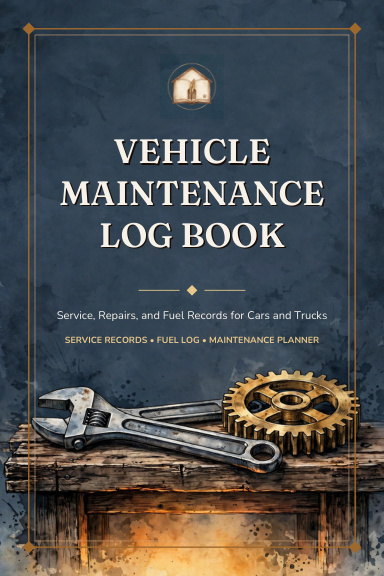 VEHICLE
MAINTENANCE
LOG BOOK
Service, Repairs, and Fuel Records for Cars and Trucks
SERVICE RECORDS • FUEL LOG • MAINTENANCE PLANNER